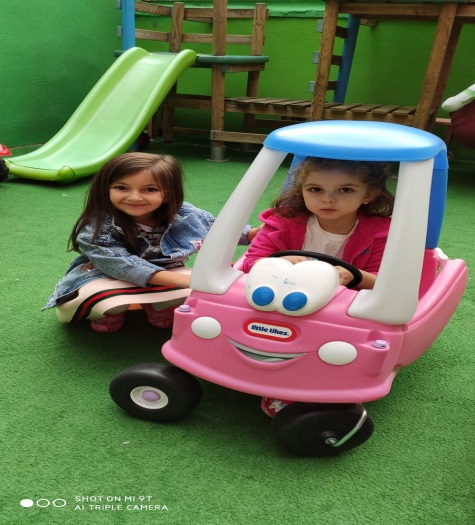 little tikes
SHOT ON MI 9T
AI TRIPLE CAMERA